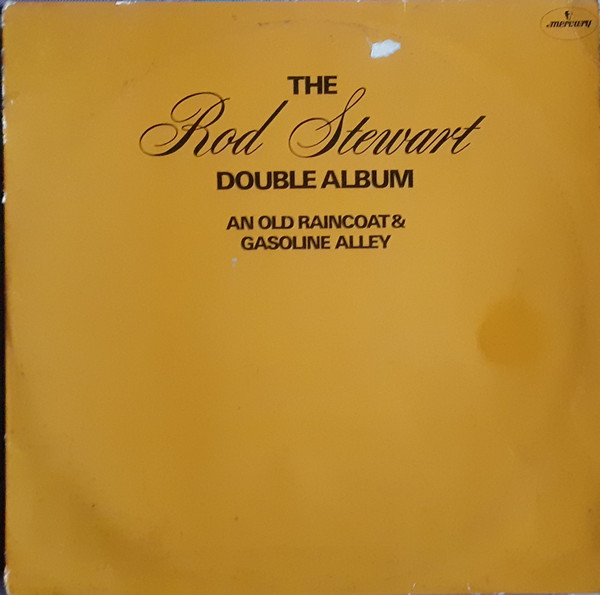 mercury
THE
Rod Stewart
DOUBLE ALBUM
AN OLD RAINCOAT &
GASOLINE ALLEY